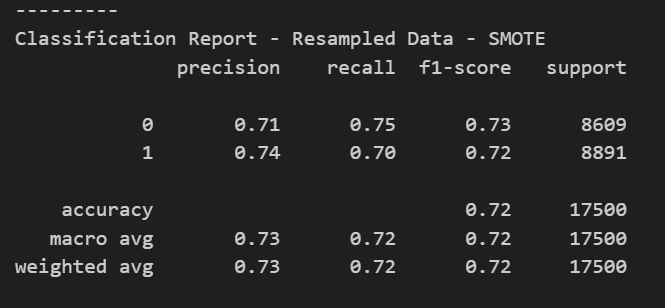 ---------
Classification Report - Resampled Data - SMOTE
precision recall f1-score support
0 0.71 0.75 0.73 8609
1 0.74 0.70 0.72 8891
accuracy 0.72 17500
macro avg 0.73 0.72 0.72 17500
weighted avg 0.73 0.72 0.72 17500